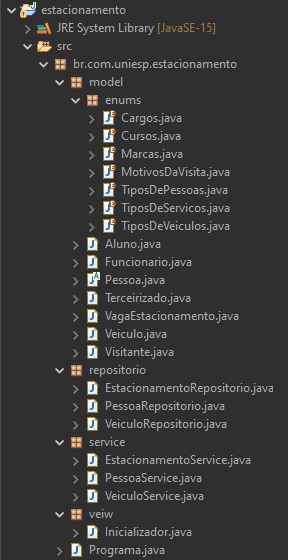 estacionamento
JRE System Library [JavaSE-15]
src
br.com.uniesp.estacionamento
model
enums
Cargos.java
Cursos.java
Marcas.java
MotivosDaVisita.java
TiposDePessoas.java
TiposDeServicos.java
TiposDeVeiculos.java
Aluno.java
Funcionario.java
Pessoa.java
Terceirizado.java
VagaEstacionamento.java
Veiculo.java
Visitante.java
repositorio
EstacionamentoRepositorio.java
PessoaRepositorio.java
VeiculoRepositorio.java
service
EstacionamentoService.java
PessoaService.java
VeiculoService.java
veiw
Inicializador.java
Programa.java